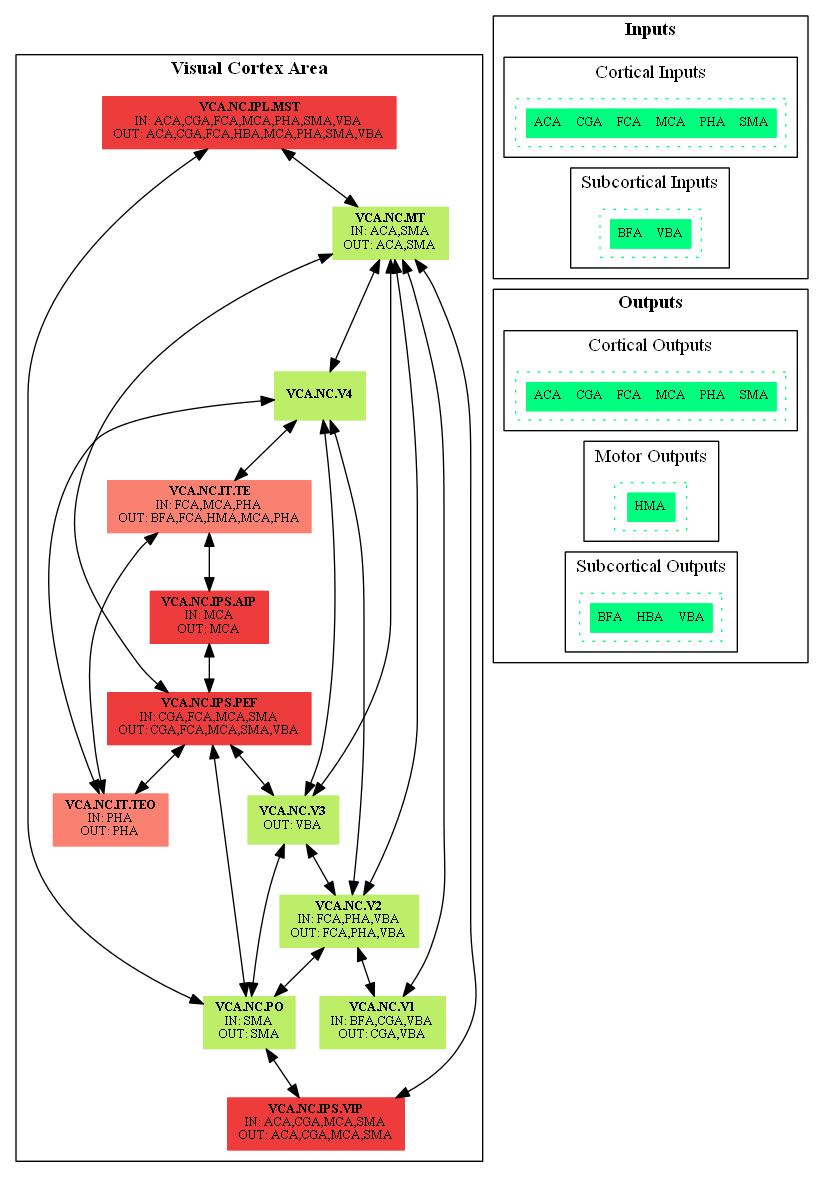 Visual Cortex Area
VCA.NC.IPL.MST
IN: ACA,CGA,FCA,MCA,PHA,SMA,VBA
OUT: ACA,CGA,FCA,HBA,MCA,PHA,SMA,VBA
VCA.NC.MT
IN: ACA,SMA
OUT: ACA,SMA
VCA.NC.V4
VCA.NC.IT.TE
IN: FCA,MCA,PHA
OUT: BFA,FCA,HMA,MCA,PHA
VCA.NC.IPS.AIP
IN: MCA
OUT: MCA
VCA.NC.IPS.PEF
IN: CGA,FCA,MCA,SMA
OUT: CGA,FCA,MCA,SMA,VBA
VCA.NC.IT.TEO
IN: PHA
OUT: PHA
VCA.NC.V3
OUT: VBA
VCA.NC.V2
IN: FCA,PHA,VBA
OUT: FCA,PHA,VBA
VCA.NC.PO
IN: SMA
OUT: SMA
VCA.NC.V1
IN: BFA,CGA,VBA
OUT: CGA,VBA
VCA.NC.IPS.VIP
IN: ACA,CGA,MCA,SMA
OUT: ACA,CGA,MCA,SMA
Inputs
Cortical Inputs
ACA CGA FCA MCA PHA SMA
Subcortical Inputs
BFA VBA
Outputs
Cortical Outputs
ACA CGA FCA MCA PHA SMA
Motor Outputs
HMA
Subcortical Outputs
BFA HBA VBA